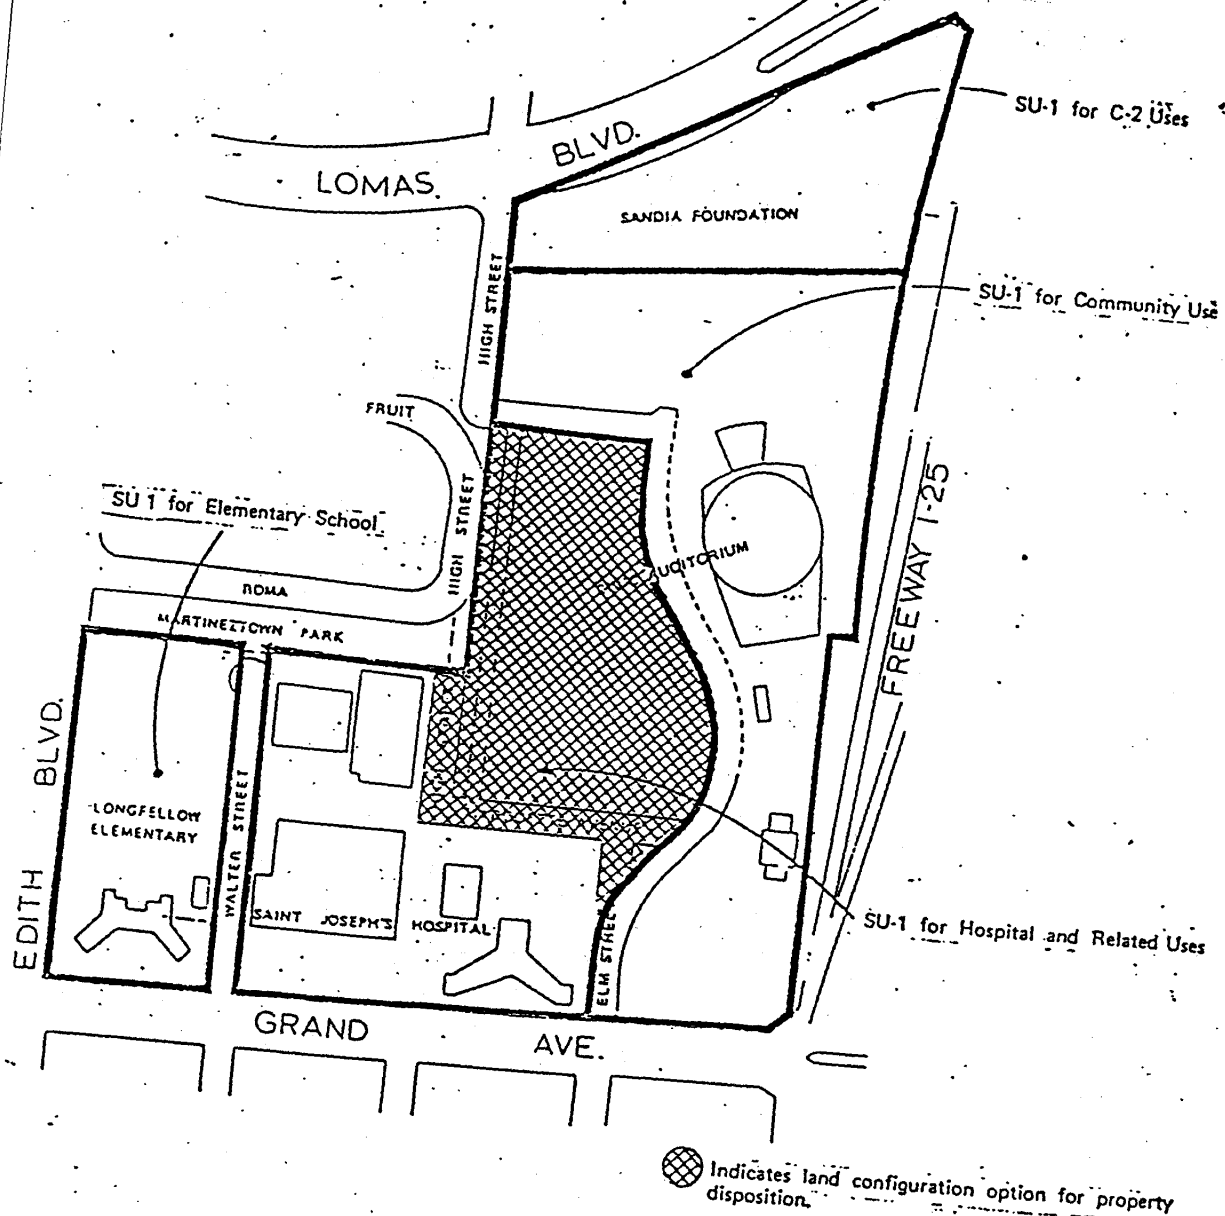 SU-1 for C-2 Uses
BLVD.
LOMAS
SANDIA FOUNDATION
HIGH STREET
SU-1 for Community Use
FRUIT
SU 1 for Elementary School
HIGH STREET
FREEWAY I-25
AUDITORIUM
ROMA
MARTINEZTOWN PARK
EDITH BLVD.
LONGFELLOW
ELEMENTARY
WALTER STREET
SAINT JOSEPH'S HOSPITAL
ELM STREET
SU-1 for Hospital and Related Uses
GRAND AVE.
Indicates land configuration option for property
disposition.